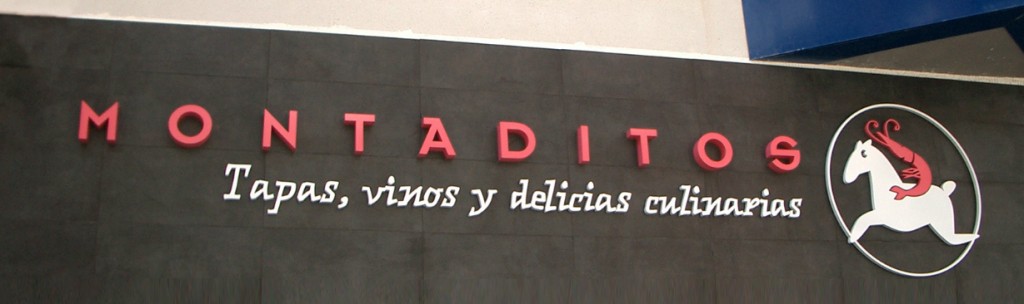 MONTADITOS
Tapas, vinos y delicias culinarias